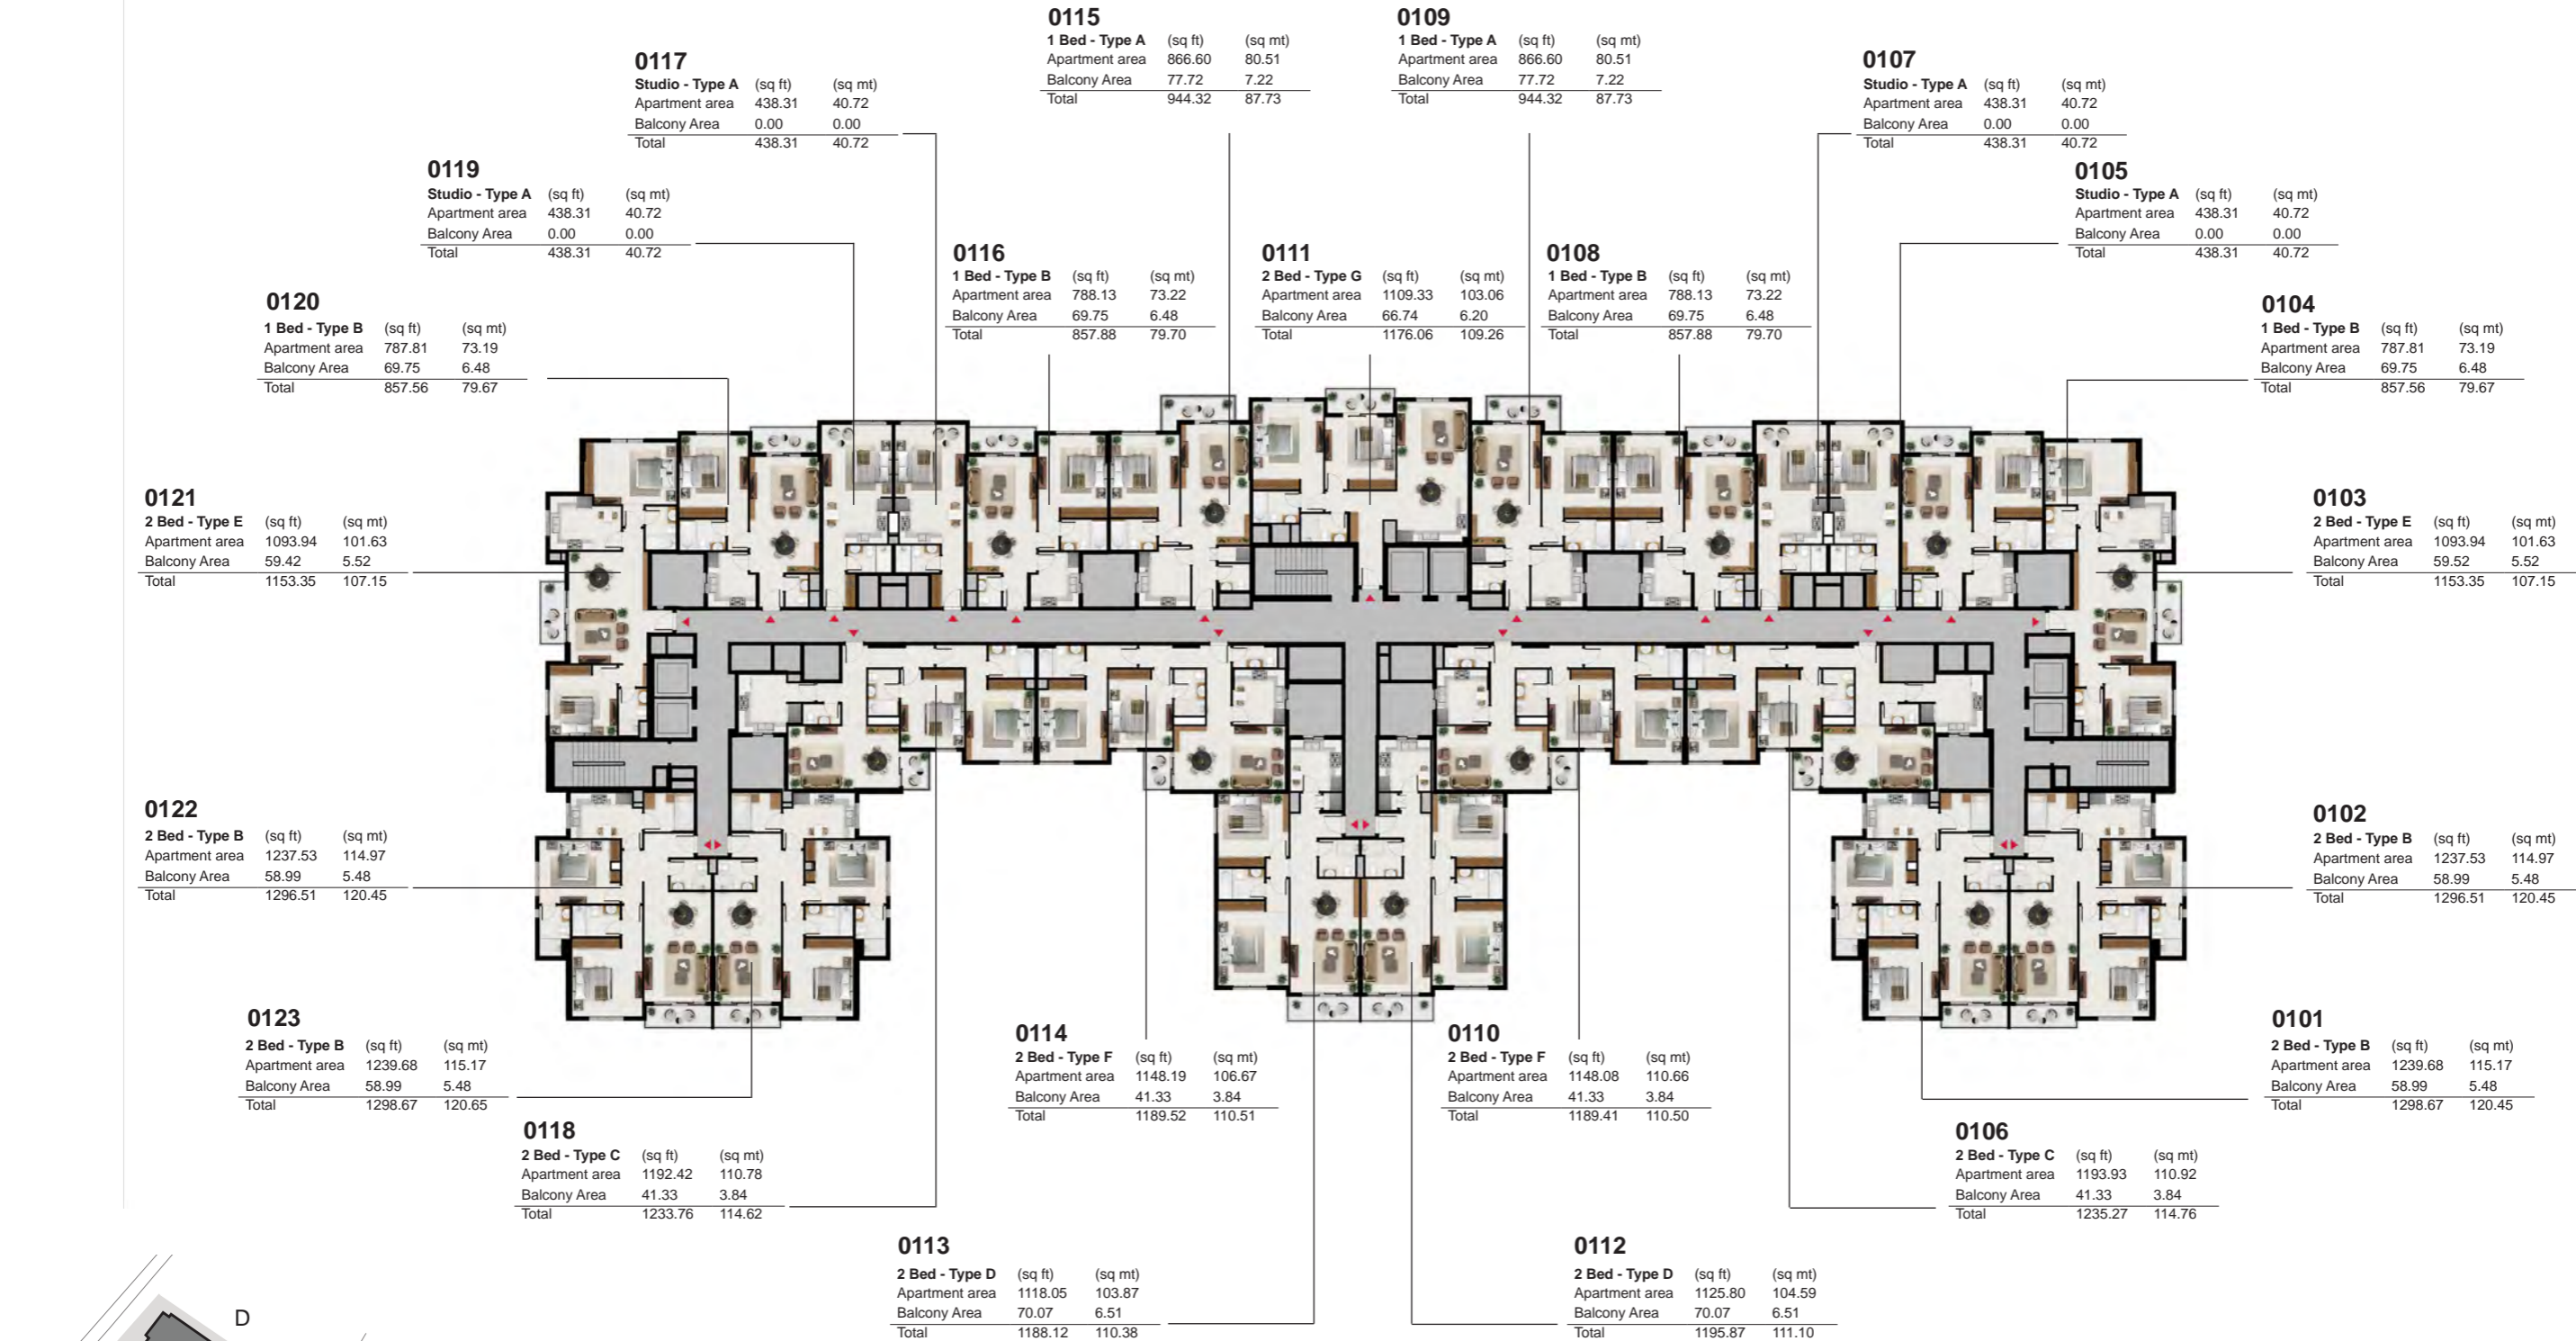 0115
1 Bed - Type A (sq ft) (sq mt)
Apartment area 866.60 80.51
Balcony Area 77.72 7.22
Total 944.32 87.73
0109
1 Bed - Type A (sq ft) (sq mt)
Apartment area 866.60 80.51
Balcony Area 77.72 7.22
Total 944.32 87.73
0117
Studio - Type A (sq ft) (sq mt)
Apartment area 438.31 40.72
Balcony Area 0.00 0.00
Total 438.31 40.72
0107
Studio - Type A (sq ft) (sq mt)
Apartment area 438.31 40.72
Balcony Area 0.00 0.00
Total 438.31 40.72
0119
Studio - Type A (sq ft) (sq mt)
Apartment area 438.31 40.72
Balcony Area 0.00 0.00
Total 438.31 40.72
0105
Studio - Type A (sq ft) (sq mt)
Apartment area 438.31 40.72
Balcony Area 0.00 0.00
Total 438.31 40.72
0116
1 Bed - Type B (sq ft) (sq mt)
Apartment area 788.13 73.22
Balcony Area 69.75 6.48
Total 857.88 79.70
0111
2 Bed - Type G (sq ft) (sq mt)
Apartment area 1109.33 103.06
Balcony Area 66.74 6.20
Total 1176.06 109.26
0108
1 Bed - Type B (sq ft) (sq mt)
Apartment area 788.13 73.22
Balcony Area 69.75 6.48
Total 857.88 79.70
0120
1 Bed - Type B (sq ft) (sq mt)
Apartment area 787.81 73.19
Balcony Area 69.75 6.48
Total 857.56 79.67
0104
1 Bed - Type B (sq ft) (sq mt)
Apartment area 787.81 73.19
Balcony Area 69.75 6.48
Total 857.56 79.67
0121
2 Bed - Type E (sq ft) (sq mt)
Apartment area 1093.94 101.63
Balcony Area 59.42 5.52
Total 1153.35 107.15
0103
2 Bed - Type E (sq ft) (sq mt)
Apartment area 1093.94 101.63
Balcony Area 59.52 5.52
Total 1153.35 107.15
0122
2 Bed - Type B (sq ft) (sq mt)
Apartment area 1237.53 114.97
Balcony Area 58.99 5.48
Total 1296.51 120.45
0102
2 Bed - Type B (sq ft) (sq mt)
Apartment area 1237.53 114.97
Balcony Area 58.99 5.48
Total 1296.51 120.45
0123
2 Bed - Type B (sq ft) (sq mt)
Apartment area 1239.68 115.17
Balcony Area 58.99 5.48
Total 1298.67 120.65
0114
2 Bed - Type F (sq ft) (sq mt)
Apartment area 1148.19 106.67
Balcony Area 41.33 3.84
Total 1189.52 110.51
0110
2 Bed - Type F (sq ft) (sq mt)
Apartment area 1148.08 110.66
Balcony Area 41.33 3.84
Total 1189.41 110.50
0101
2 Bed - Type B (sq ft) (sq mt)
Apartment area 1239.68 115.17
Balcony Area 58.99 5.48
Total 1298.67 120.45
0118
2 Bed - Type C (sq ft) (sq mt)
Apartment area 1192.42 110.78
Balcony Area 41.33 3.84
Total 1233.76 114.62
0106
2 Bed - Type C (sq ft) (sq mt)
Apartment area 1193.93 110.92
Balcony Area 41.33 3.84
Total 1235.27 114.76
0113
2 Bed - Type D (sq ft) (sq mt)
Apartment area 1118.05 103.87
Balcony Area 70.07 6.51
Total 1188.12 110.38
0112
2 Bed - Type D (sq ft) (sq mt)
Apartment area 1125.80 104.59
Balcony Area 70.07 6.51
Total 1195.87 111.10
D